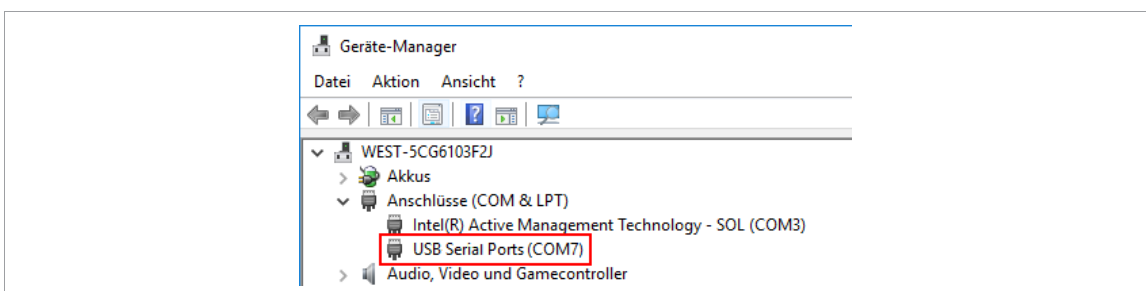 Geräte-Manager
Datei Aktion Ansicht ?
WEST-5CG6103F2J
Akkus
Anschlüsse (COM & LPT)
Intel(R) Active Management Technology - SOL (COM3)
USB Serial Ports (COM7)
Audio, Video und Gamecontroller